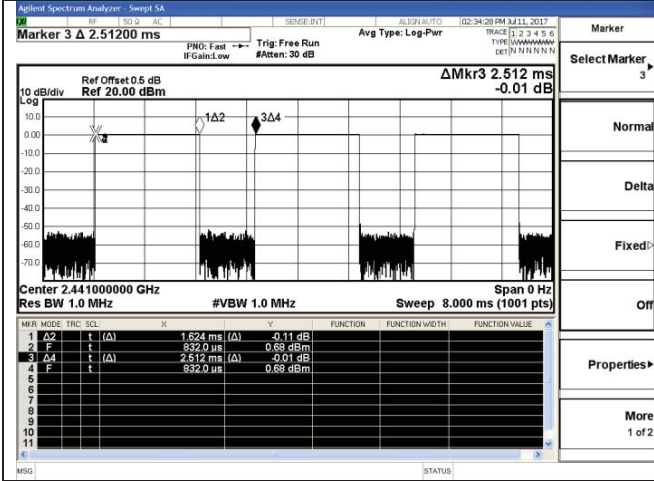 Agilent Spectrum Analyzer - Swept SA
LXI RF 50 Ω AC SENSE:INT ALIGN AUTO 02:34:28 PM Jul 11, 2017
Marker 3 Δ 2.51200 ms
PNO: Fast
IFGain:Low
Trig: Free Run
#Atten: 30 dB
Avg Type: Log-Pwr
TRACE 1 2 3 4 5 6
TYPE WWWWWW
DET N N N N N N
Ref Offset 0.5 dB
10 dB/div Ref 20.00 dBm
Log
ΔMkr3 2.512 ms
-0.01 dB
10.0
0.00
-10.0
-20.0
-30.0
-40.0
-50.0
-60.0
-70.0
1Δ2
3Δ4
Center 2.441000000 GHz Span 0 Hz
Res BW 1.0 MHz #VBW 1.0 MHz Sweep 8.000 ms (1001 pts)
MKR MODE TRC SCL X Y FUNCTION FUNCTION WIDTH FUNCTION VALUE
1 Δ2 t (Δ) 1.624 ms (Δ) -0.11 dB
2 F t 832.0 us 0.68 dBm
3 Δ4 t (Δ) 2.512 ms (Δ) -0.01 dB
4 F t 832.0 us 0.68 dBm
5
6
7
8
9
10
11
MSG STATUS
Marker
Select Marker
3
Normal
Delta
Fixed
Off
Properties
More
1 of 2